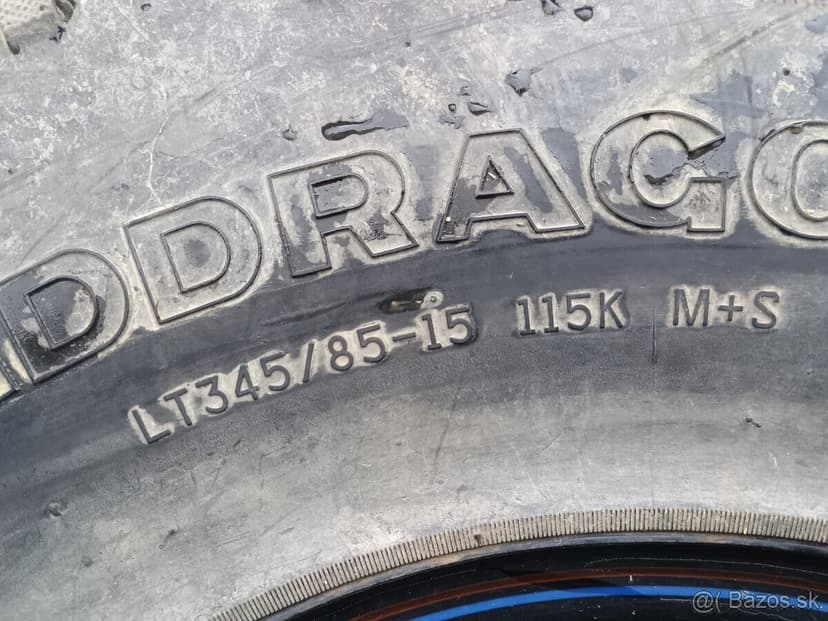 DDRAGO
LT345/85-15 115K M+S
@( Bazos.sk